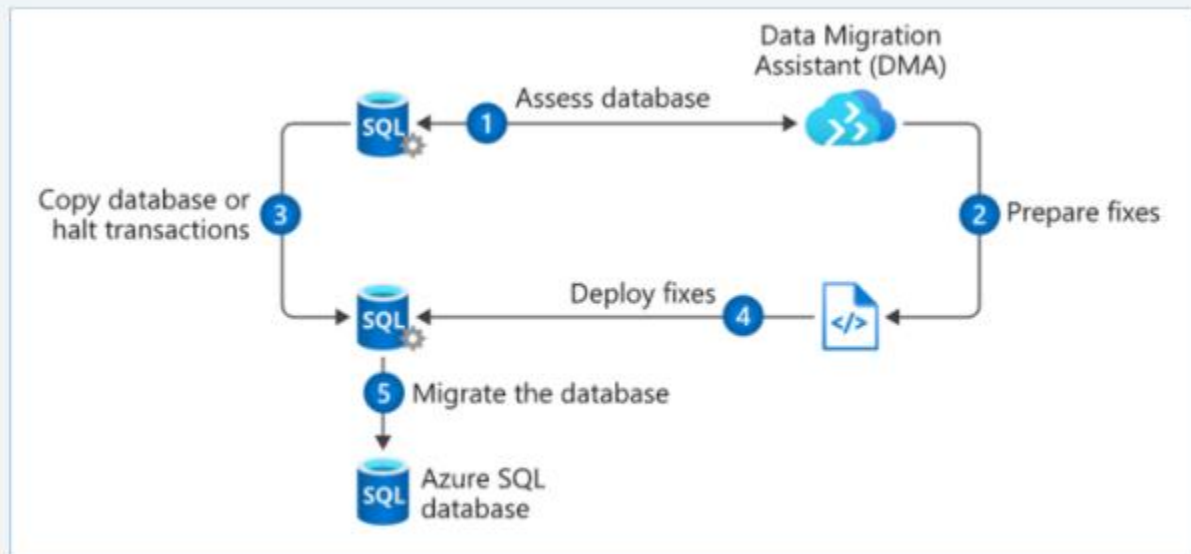 Data Migration
Assistant (DMA)
Assess database
SQL
1
Copy database or
halt transactions
3
2
Prepare fixes
Deploy fixes
SQL
4
</>
5
Migrate the database
SQL
Azure SQL
database